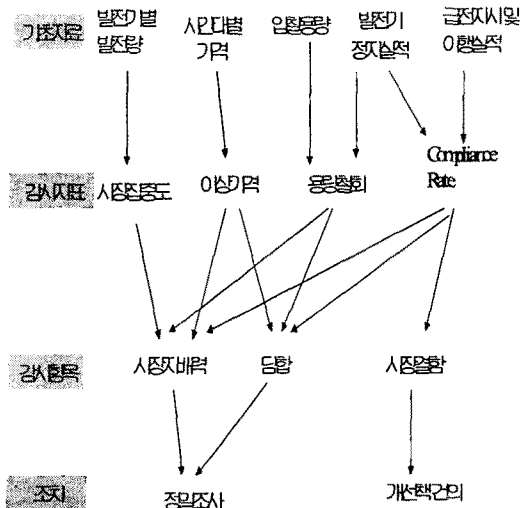 기초자료
발전기별
발전량
시간대별
가격
입찰용량
발전기
정지실적
급전지시및
이행실적
감시지표
시장집중도
이상가격
용량철회
Compliance
Rate
감시항목
시장지배력
담합
시장결함
조치
정밀조사
개선책건의